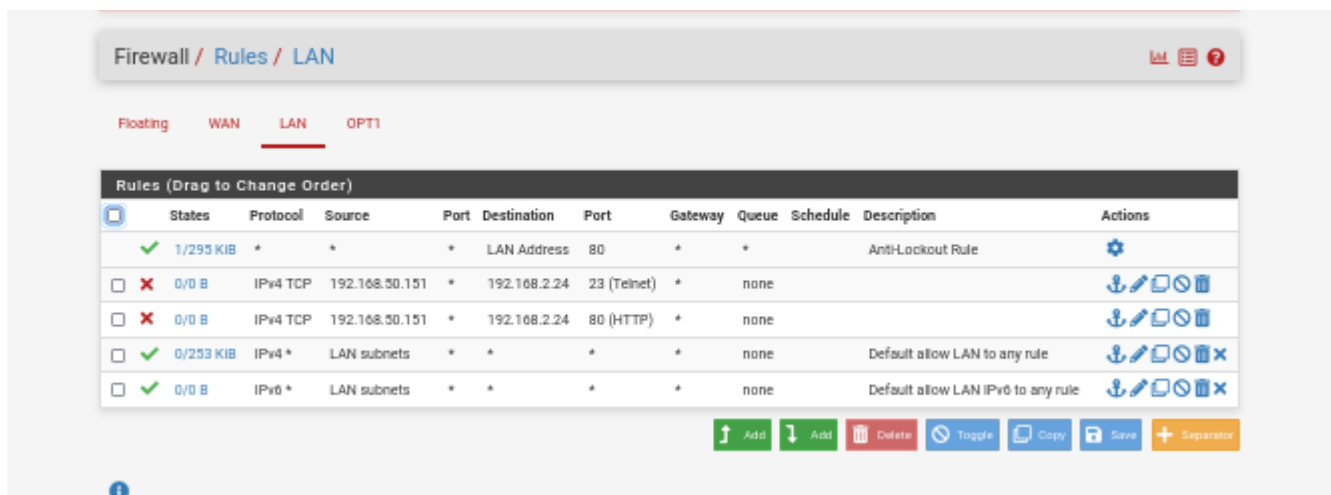 Firewall / Rules / LAN
Floating WAN LAN OPT1
Rules (Drag to Change Order)
States Protocol Source Port Destination Port Gateway Queue Schedule Description Actions
1/295 KiB * * * LAN Address 80 * * Anti-Lockout Rule
0/0 B IPv4 TCP 192.168.50.151 * 192.168.2.24 23 (Telnet) * none
0/0 B IPv4 TCP 192.168.50.151 * 192.168.2.24 80 (HTTP) * none
0/253 KiB IPv4 * LAN subnets * * * * none Default allow LAN to any rule
0/0 B IPv6 * LAN subnets * * * * none Default allow LAN IPv6 to any rule
Add Add Delete Toggle Copy Save Separator